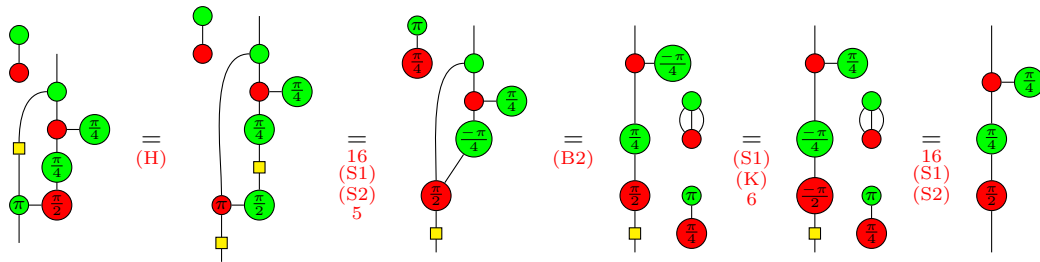 π/4
π/4
π π/2
=
(H)
π/4
π/4
π π/2
=
16
(S1)
(S2)
5
π
π/4
π/4
-π/4
π/2
=
(B2)
-π/4
π/4
π/2 π
π/4
=
(S1)
(K)
6
π/4
-π/4
-π/2 π
π/4
=
16
(S1)
(S2)
π/4
π/4
π/2